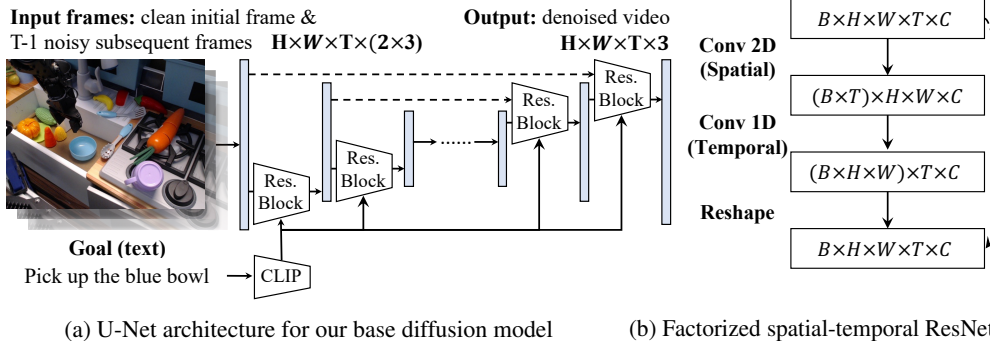 Input frames: clean initial frame &
T-1 noisy subsequent frames
H×W×T×(2×3)
Output: denoised video
H×W×T×3
Res.
Block
Res.
Block
......
Res.
Block
Res.
Block
Goal (text)
Pick up the blue bowl
CLIP
(a) U-Net architecture for our base diffusion model
B×H×W×T×C
Conv 2D
(Spatial)
(B×T)×H×W×C
Conv 1D
(Temporal)
(B×H×W)×T×C
Reshape
B×H×W×T×C
(b) Factorized spatial-temporal ResNet